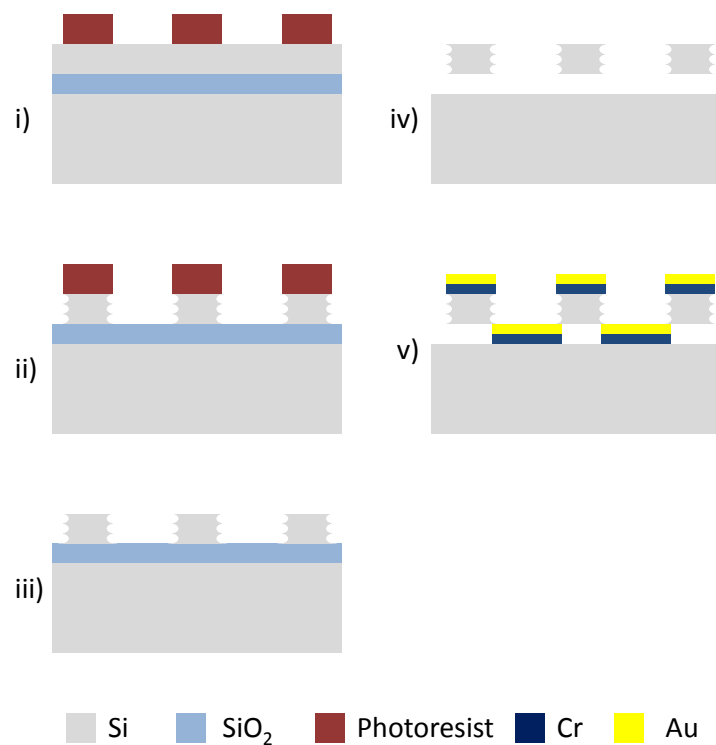 i)
iv)
ii)
v)
iii)
Si SiO₂ Photoresist Cr Au